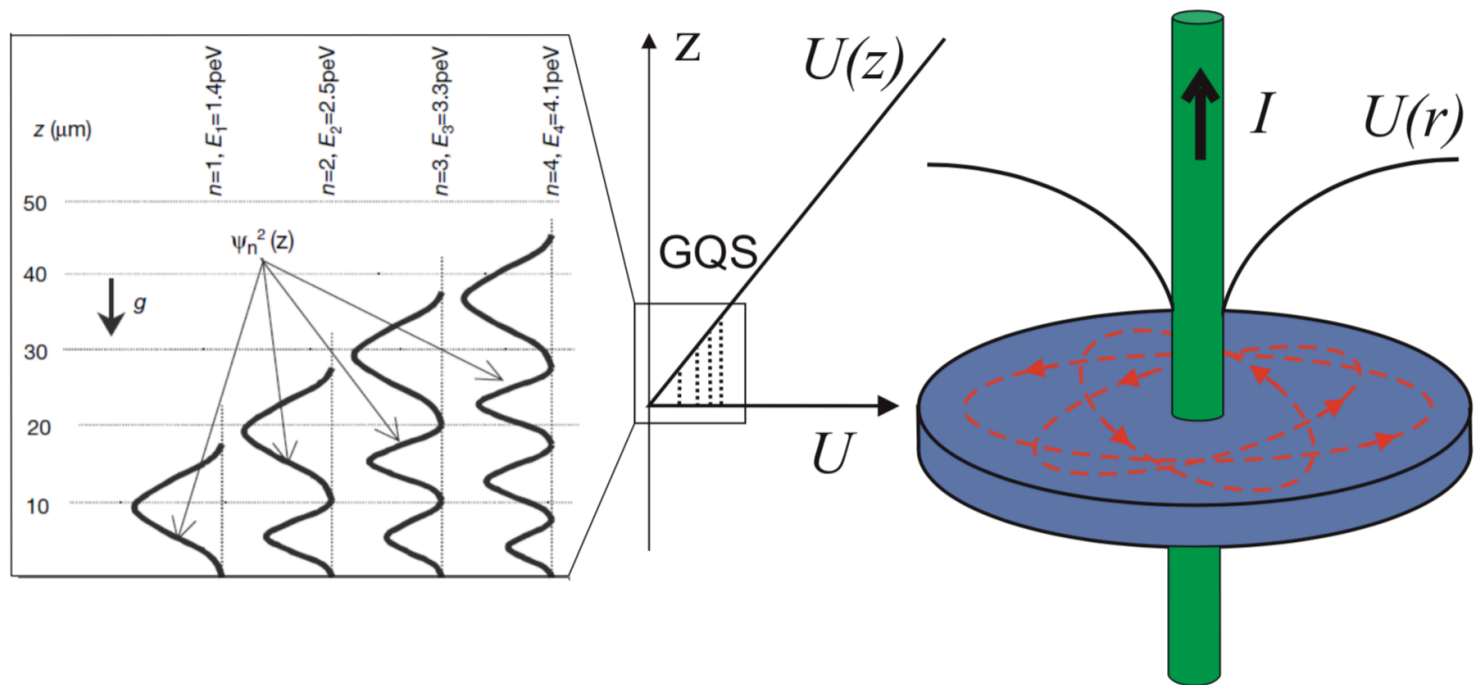 n=1, E₁=1.4peV
n=2, E₂=2.5peV
n=3, E₃=3.3peV
n=4, E₄=4.1peV
z (μm)
50
40
30
20
10
ψₙ² (z)
g
z
U(z)
GQS
U
I
U(r)